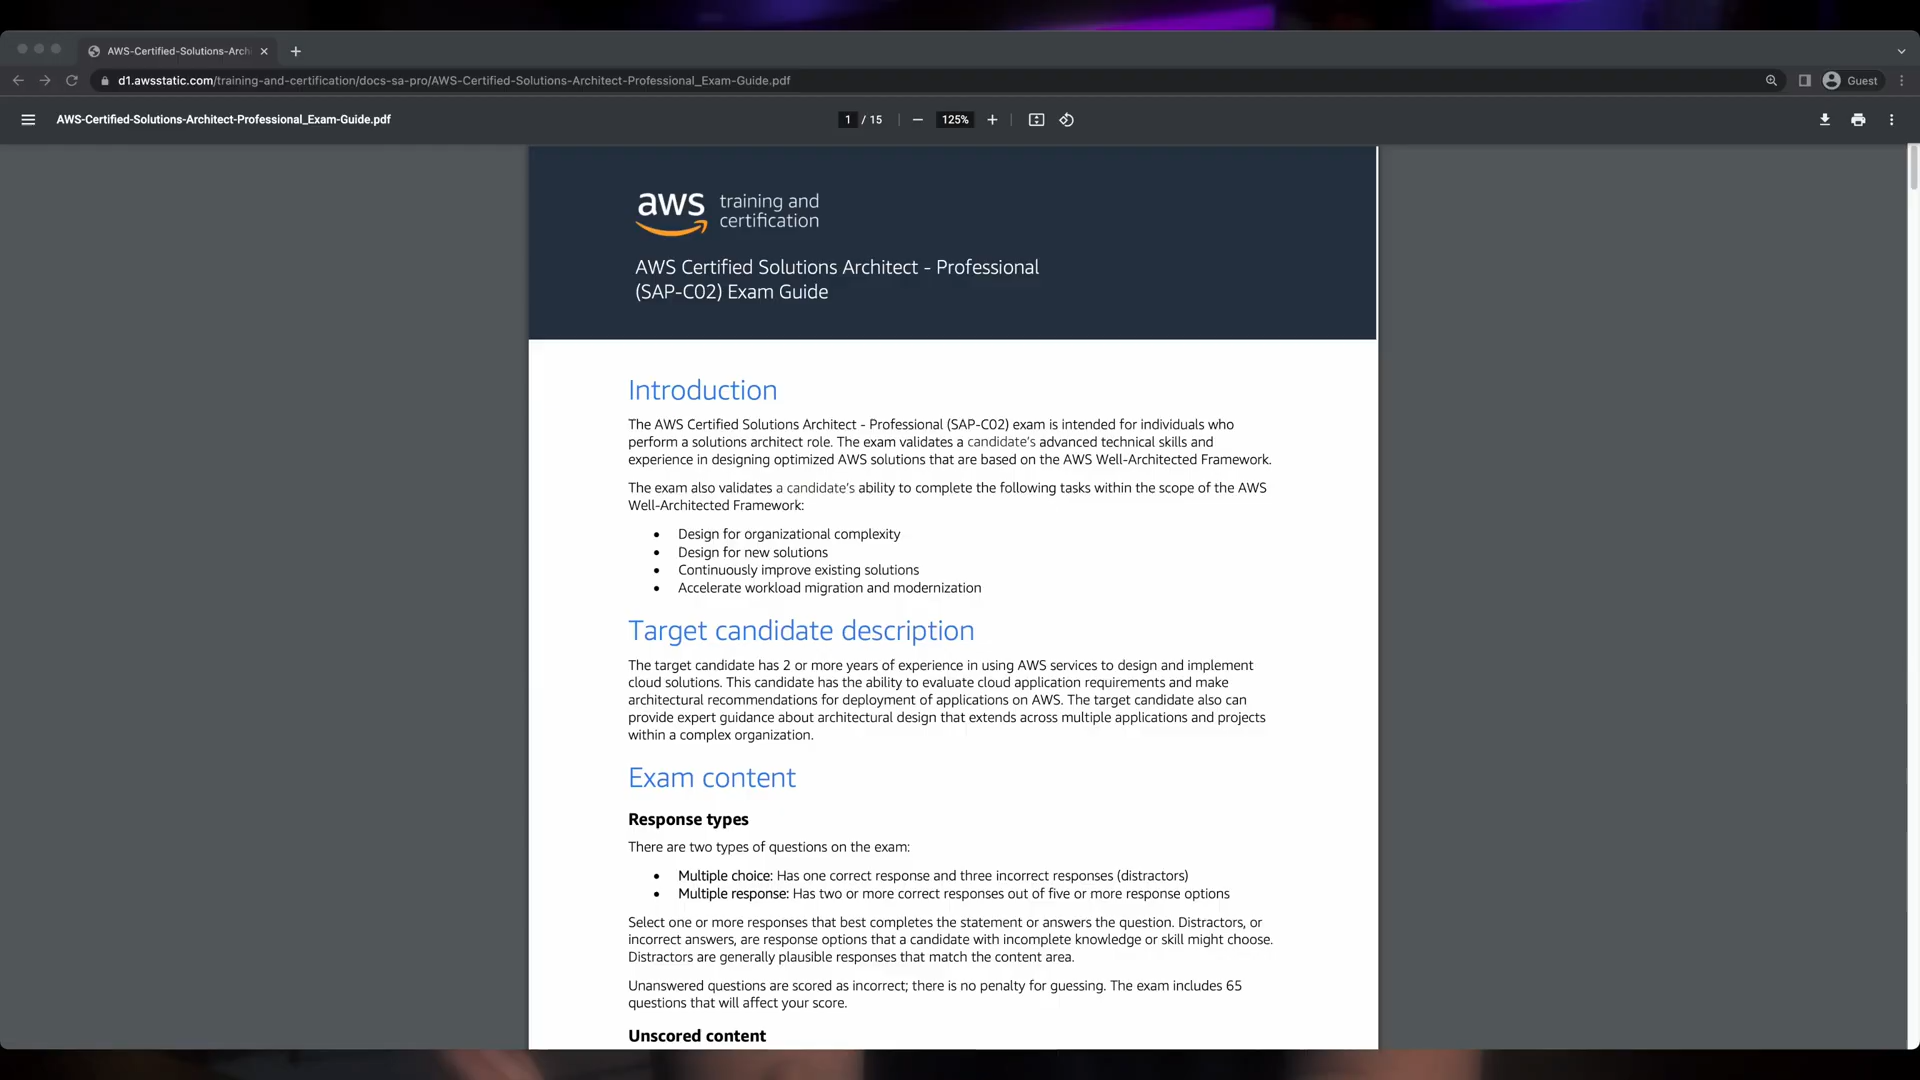 AWS-Certified-Solutions-Arch
d1.awsstatic.com/training-and-certification/docs-sa-pro/AWS-Certified-Solutions-Architect-Professional_Exam-Guide.pdf
Guest
AWS-Certified-Solutions-Architect-Professional_Exam-Guide.pdf
1 / 15
125%
aws training and
certification
AWS Certified Solutions Architect - Professional
(SAP-C02) Exam Guide
Introduction
The AWS Certified Solutions Architect - Professional (SAP-C02) exam is intended for individuals who
perform a solutions architect role. The exam validates a candidate’s advanced technical skills and
experience in designing optimized AWS solutions that are based on the AWS Well-Architected Framework.
The exam also validates a candidate’s ability to complete the following tasks within the scope of the AWS
Well-Architected Framework:
• Design for organizational complexity
• Design for new solutions
• Continuously improve existing solutions
• Accelerate workload migration and modernization
Target candidate description
The target candidate has 2 or more years of experience in using AWS services to design and implement
cloud solutions. This candidate has the ability to evaluate cloud application requirements and make
architectural recommendations for deployment of applications on AWS. The target candidate also can
provide expert guidance about architectural design that extends across multiple applications and projects
within a complex organization.
Exam content
Response types
There are two types of questions on the exam:
• Multiple choice: Has one correct response and three incorrect responses (distractors)
• Multiple response: Has two or more correct responses out of five or more response options
Select one or more responses that best completes the statement or answers the question. Distractors, or
incorrect answers, are response options that a candidate with incomplete knowledge or skill might choose.
Distractors are generally plausible responses that match the content area.
Unanswered questions are scored as incorrect; there is no penalty for guessing. The exam includes 65
questions that will affect your score.
Unscored content